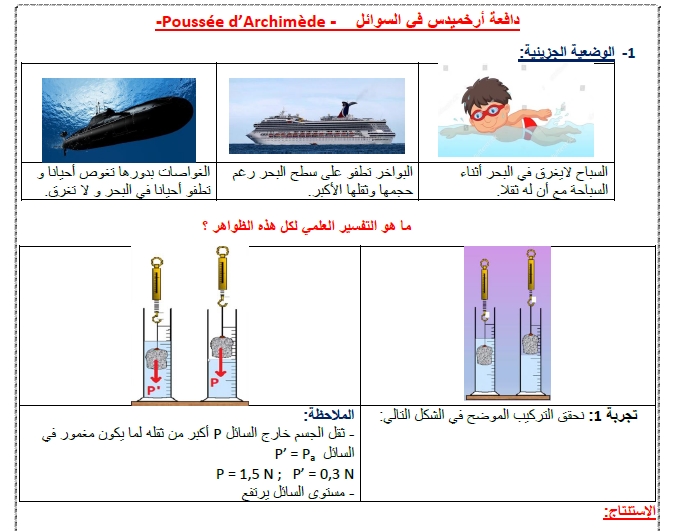 دافعة أرخميدس في السوائل - Poussée d'Archimède-
1- الوضعية الجزيئية:
السباح لايغرق في البحر أثناء
السباحة مع أن له ثقلا.
البواخر تطفو على سطح البحر رغم
حجمها وثقلها الأكبر.
الغواصات بدورها تغوص أحيانا و
تطفو أحيانا في البحر و لا تغرق.
ما هو التفسير العلمي لكل هذه الظواهر ؟
P'
P
تجربة 1: نحقق التركيب الموضح في الشكل التالي:
الملاحظة:
- ثقل الجسم خارج السائل P أكبر من ثقله لما يكون مغمور في
السائل P' = Pa
P = 1,5 N ; P' = 0,3 N
- مستوى السائل يرتفع
الإستنتاج: